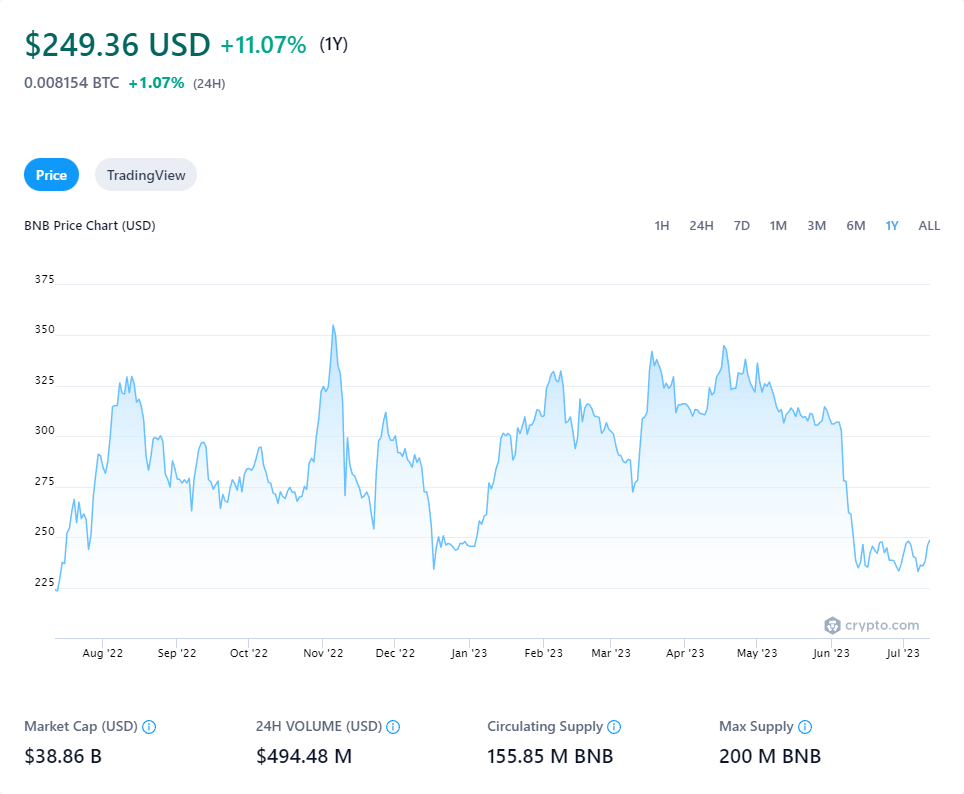 $249.36 USD +11.07% (1Y)
0.008154 BTC +1.07% (24H)
Price TradingView
BNB Price Chart (USD) 1H 24H 7D 1M 3M 6M 1Y ALL
375
350
325
300
275
250
225
crypto.com
Aug '22 Sep '22 Oct '22 Nov '22 Dec '22 Jan '23 Feb '23 Mar '23 Apr '23 May '23 Jun '23 Jul '23
Market Cap (USD) 24H VOLUME (USD) Circulating Supply Max Supply
$38.86 B $494.48 M 155.85 M BNB 200 M BNB